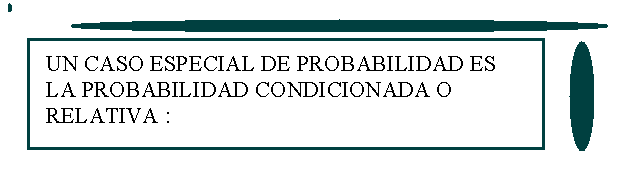 UN CASO ESPECIAL DE PROBABILIDAD ES
LA PROBABILIDAD CONDICIONADA O
RELATIVA :